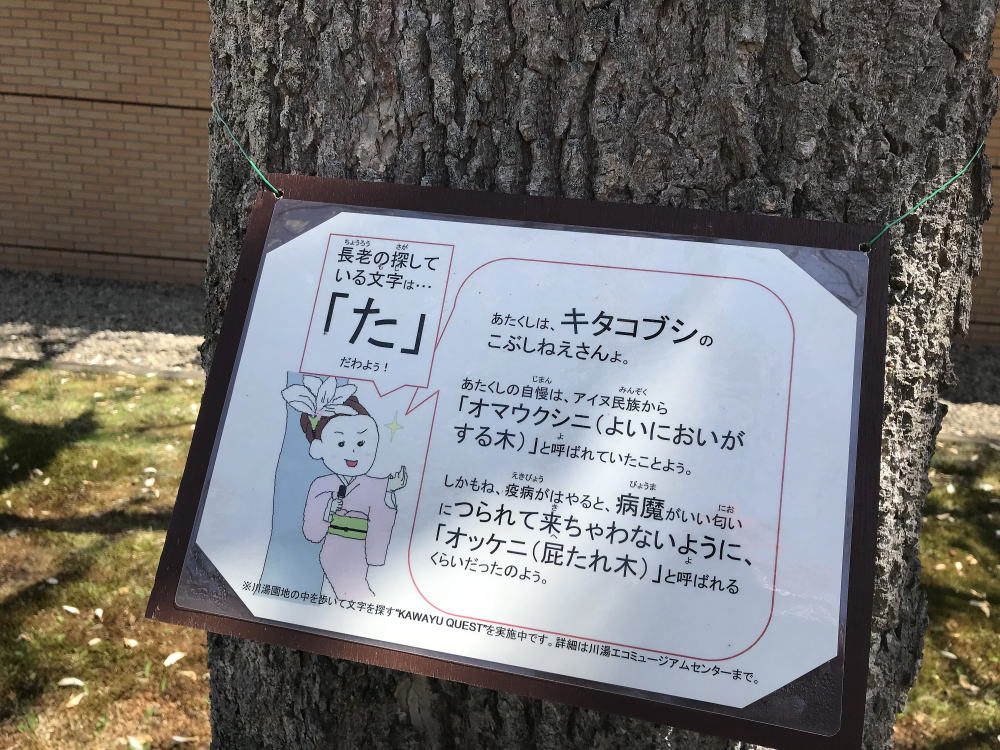 長老の探して
いる文字は…
「た」
だわよぅ！
あたくしは、キタコブシの
こぶしねえさんよ。
あたくしの自慢は、アイヌ民族から
「オマウクシニ（よいにおいが
する木）」と呼ばれていたことよぅ。
しかもね、疫病がはやると、病魔がいい匂い
につられて来ちゃわないように、
「オッケニ（屁たれ木）」と呼ばれる
くらいだったのよぅ。
※川湯園地の中を歩いて文字を探す“KAWAYU QUEST”を実施中です。詳細は川湯エコミュージアムセンターまで。